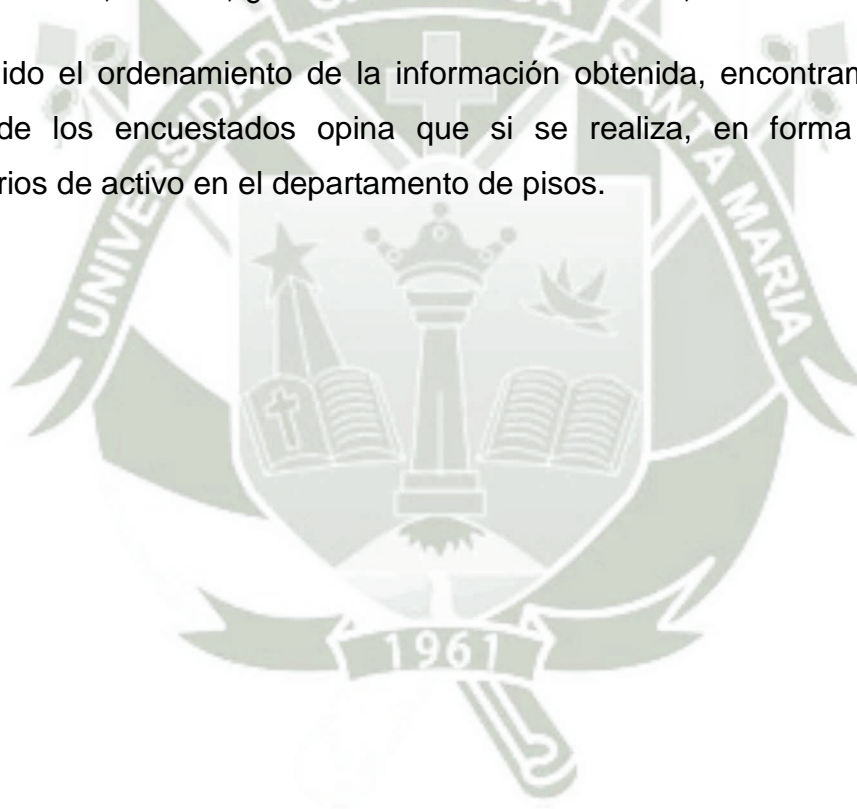 ido el ordenamiento de la información obtenida, encontram
de los encuestados opina que si se realiza, en forma
rios de activo en el departamento de pisos.
UNIVERSIDAD
SANTA MARIA
1961